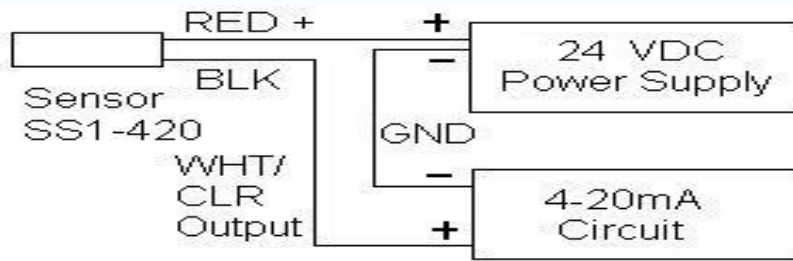 RED +
+
24 VDC
Power Supply
−
BLK
Sensor
SS1-420
GND
WHT/
CLR
Output
−
4-20mA
Circuit
+